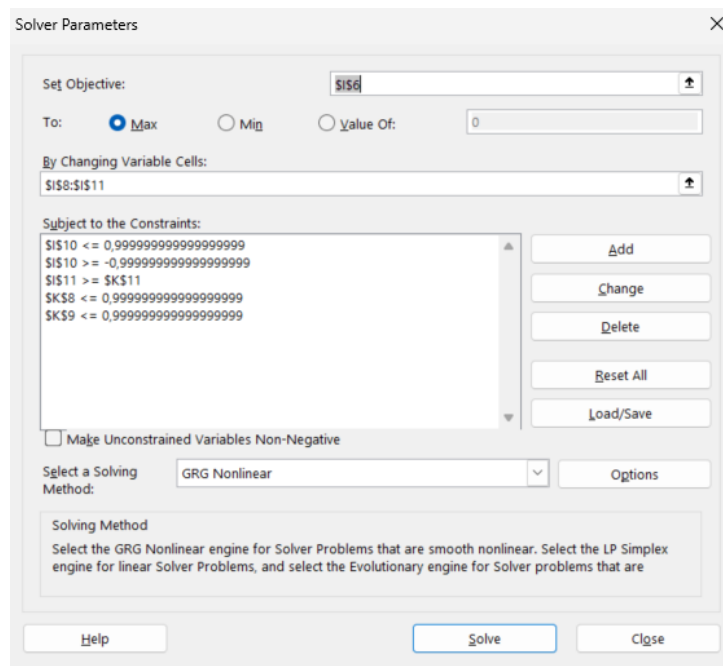 Solver Parameters
Set Objective:
$I$6
To:
Max
Min
Value Of:
0
By Changing Variable Cells:
$I$8:$I$11
Subject to the Constraints:
$I$10 <= 0,999999999999999999
$I$10 >= -0,999999999999999999
$I$11 >= $K$11
$K$8 <= 0,999999999999999999
$K$9 <= 0,999999999999999999
Add
Change
Delete
Reset All
Load/Save
Make Unconstrained Variables Non-Negative
Select a Solving
Method:
GRG Nonlinear
Options
Solving Method
Select the GRG Nonlinear engine for Solver Problems that are smooth nonlinear. Select the LP Simplex
engine for linear Solver Problems, and select the Evolutionary engine for Solver problems that are
Help
Solve
Close